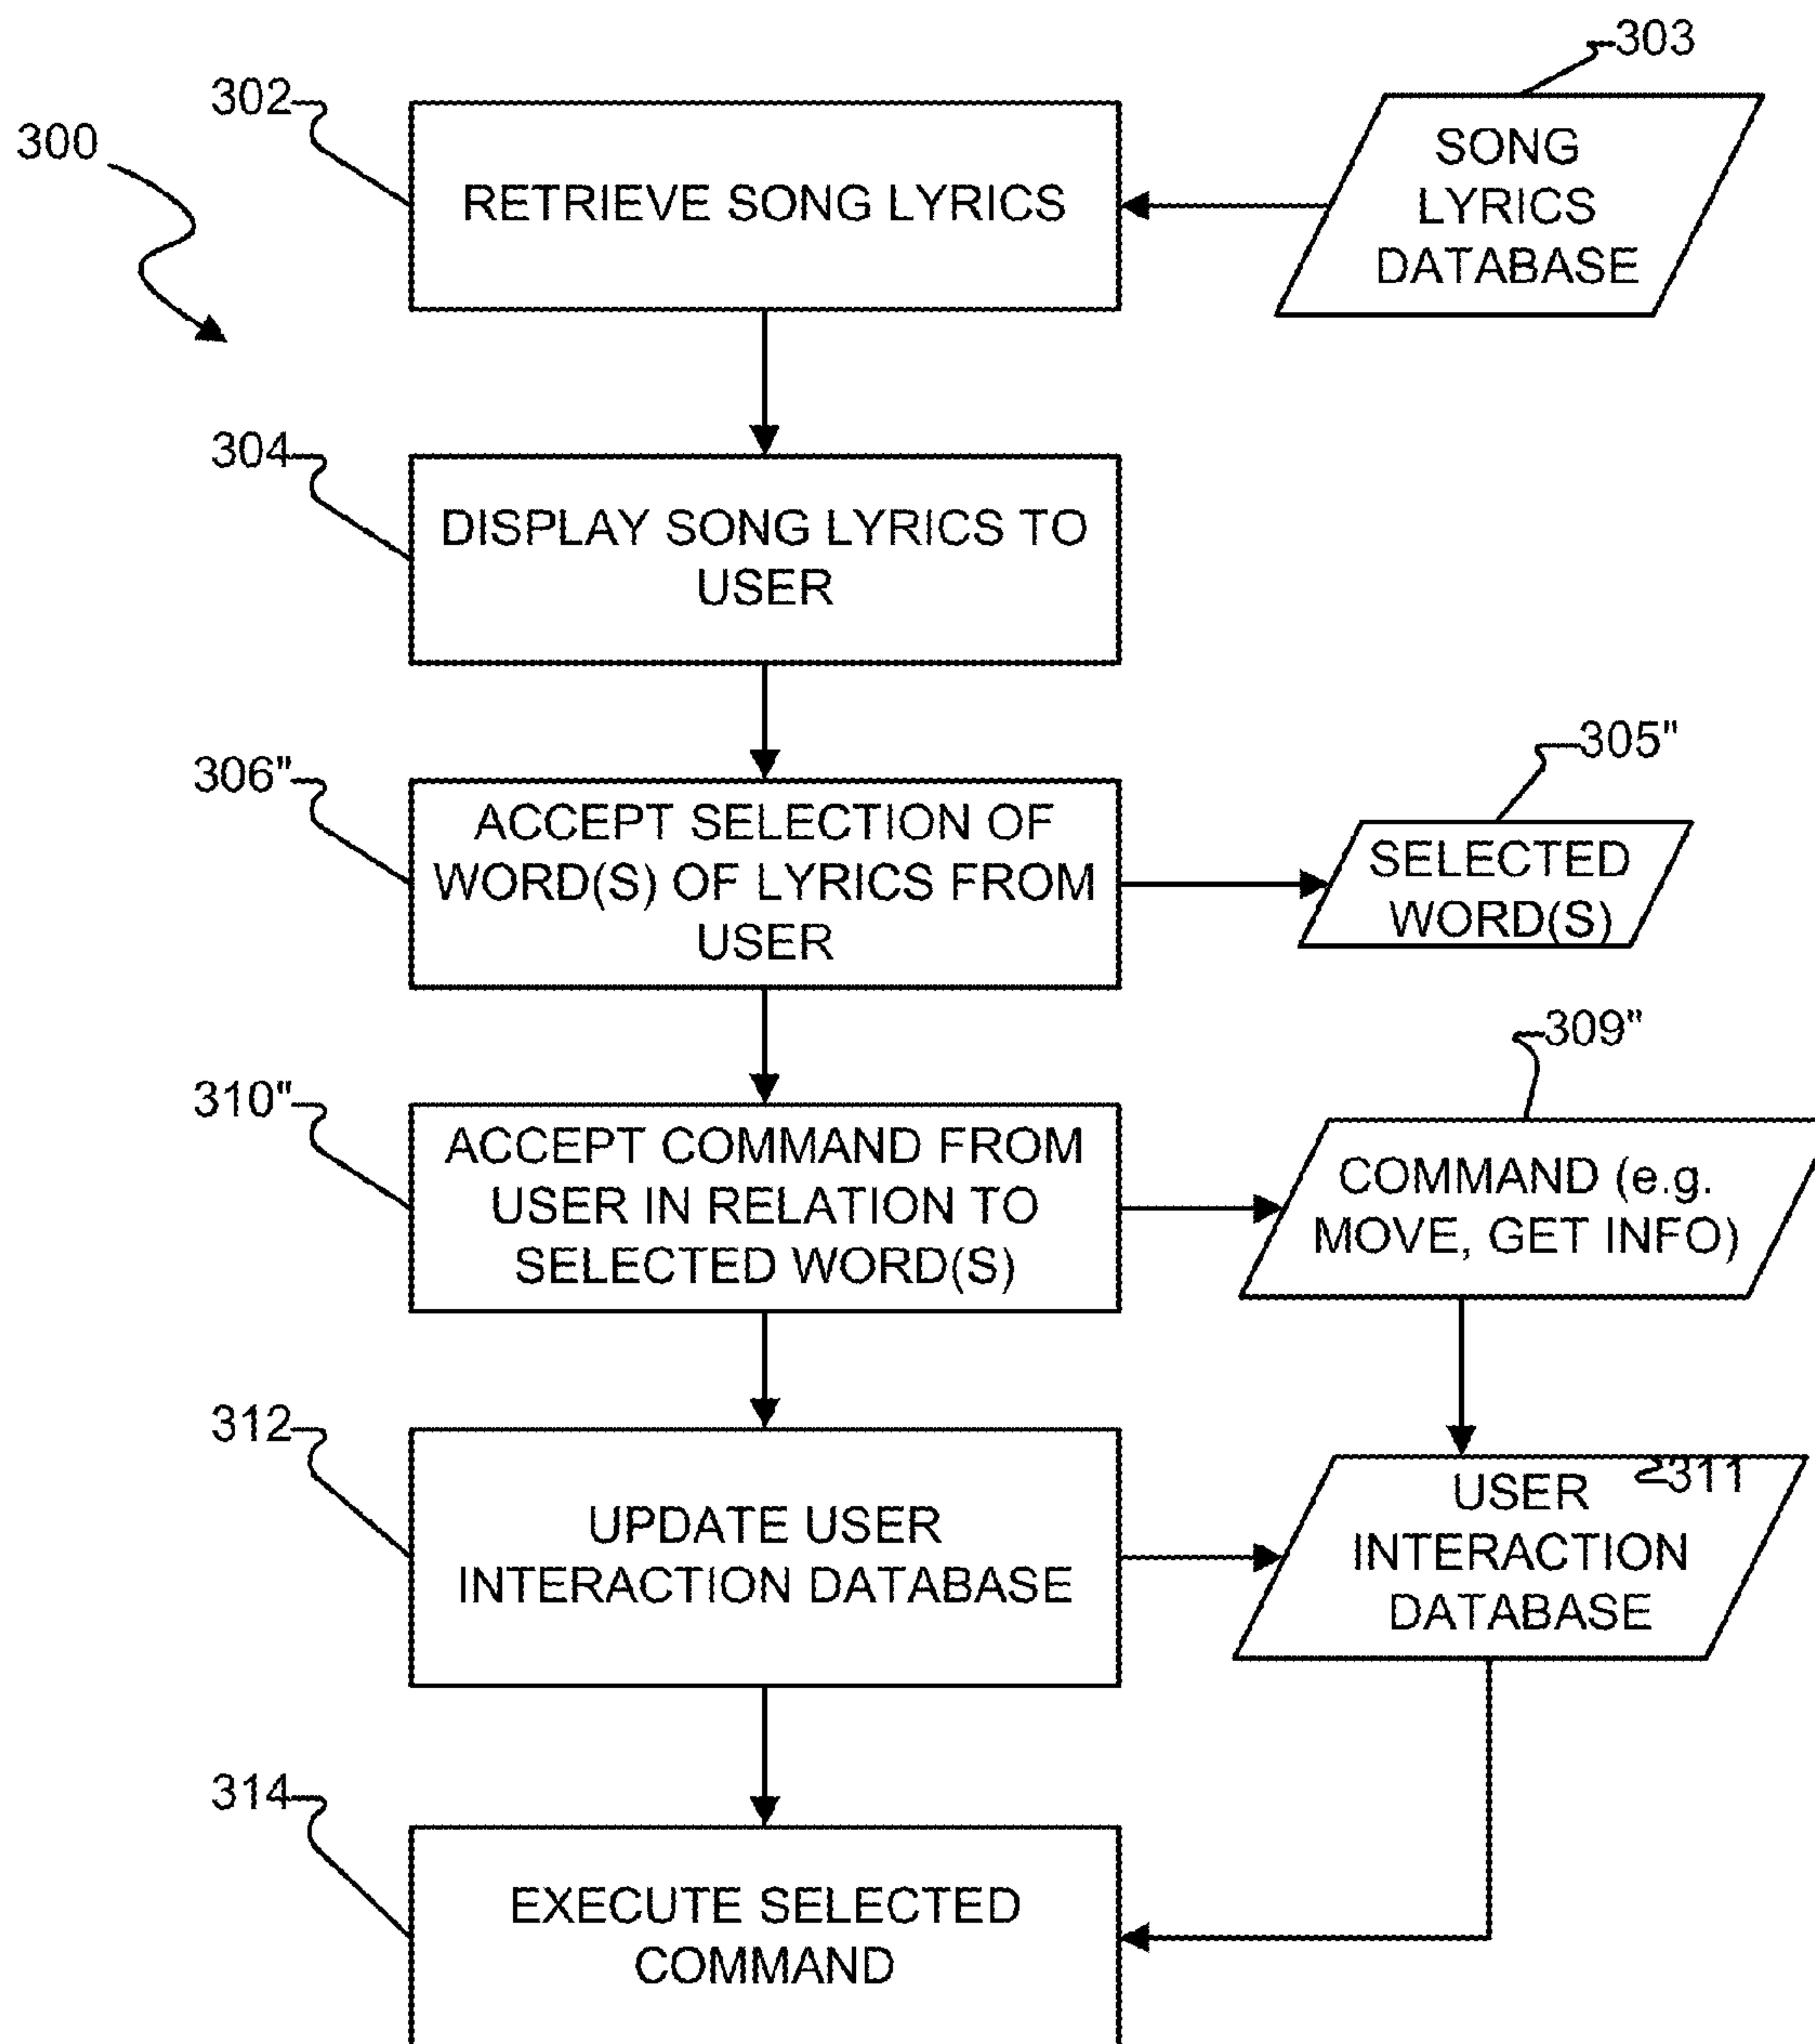 303
302
300
RETRIEVE SONG LYRICS
SONG
LYRICS
DATABASE
304
DISPLAY SONG LYRICS TO
USER
306"
ACCEPT SELECTION OF
WORD(S) OF LYRICS FROM
USER
305"
SELECTED
WORD(S)
310"
ACCEPT COMMAND FROM
USER IN RELATION TO
SELECTED WORD(S)
309"
COMMAND (e.g.
MOVE, GET INFO)
312
UPDATE USER
INTERACTION DATABASE
311
USER
INTERACTION
DATABASE
314
EXECUTE SELECTED
COMMAND